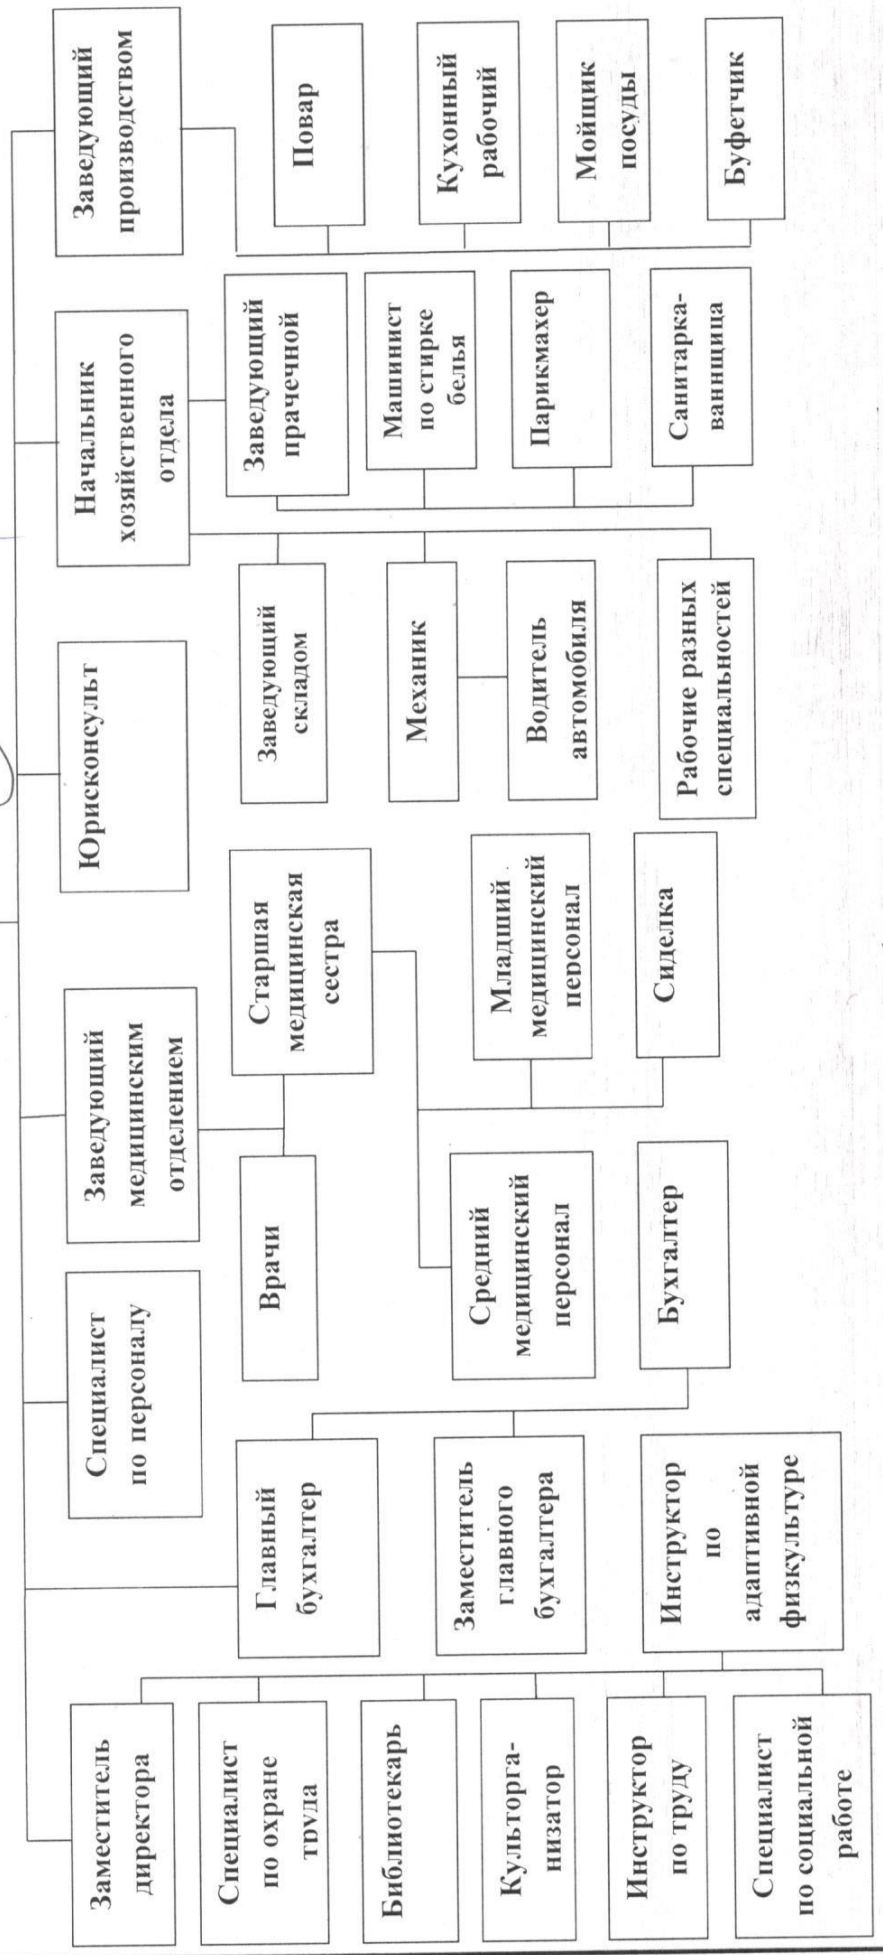 Заместитель
директора
Специалист
по охране
труда
Библиотекарь
Культорга-
низатор
Инструктор
по труду
Специалист
по социальной
работе
Главный
бухгалтер
Заместитель
главного
бухгалтера
Инструктор
по
адаптивной
физкультуре
Бухгалтер
Специалист
по персоналу
Заведующий
медицинским
отделением
Врачи
Старшая
медицинская
сестра
Средний
медицинский
персонал
Младший
медицинский
персонал
Сиделка
Юрисконсульт
Начальник
хозяйственного
отдела
Заведующий
складом
Механик
Водитель
автомобиля
Рабочие разных
специальностей
Заведующий
прачечной
Машинист
по стирке
белья
Парикмахер
Санитарка-
ваннщица
Заведующий
производством
Повар
Кухонный
рабочий
Мойщик
посуды
Буфетчик